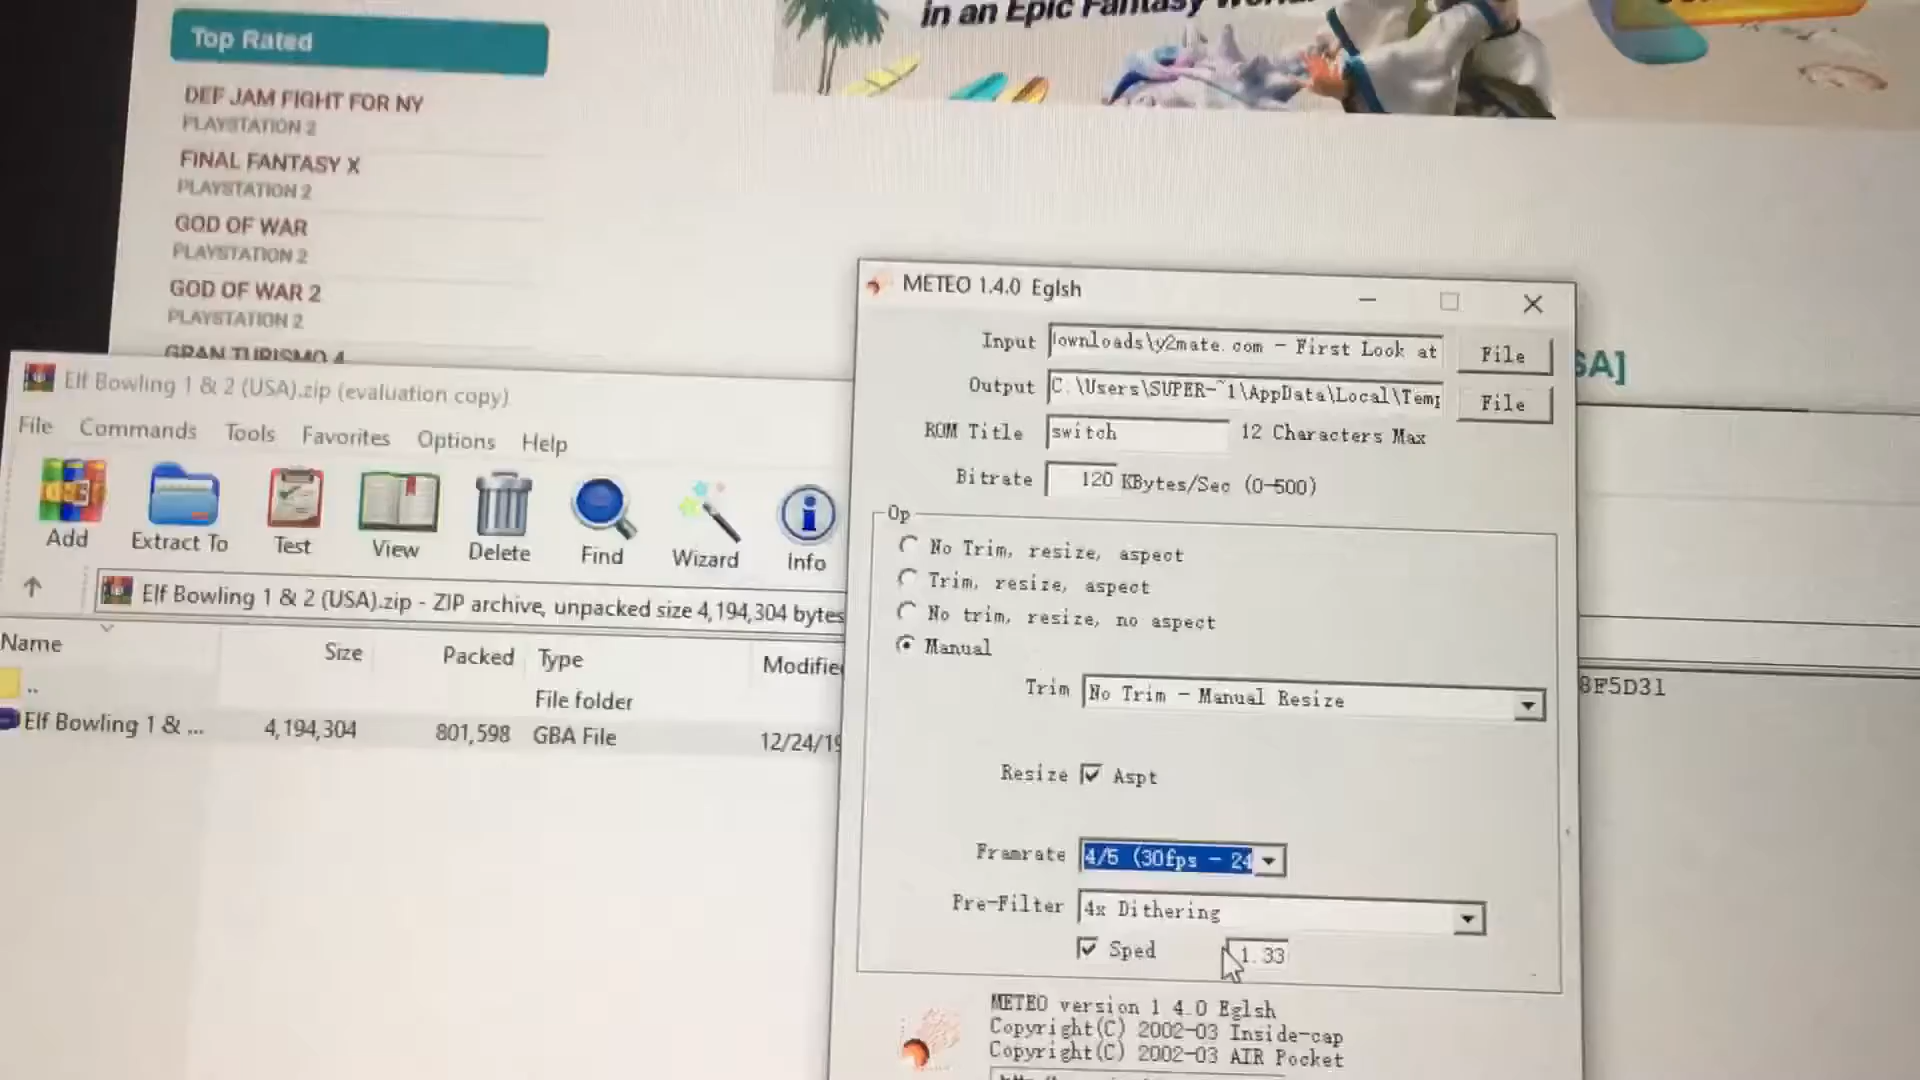 in an Epic Fantasy
Top Rated
DEF JAM FIGHT FOR NY
PLAYSTATION 2
FINAL FANTASY X
PLAYSTATION 2
GOD OF WAR
PLAYSTATION 2
GOD OF WAR 2
PLAYSTATION 2
GRAN TURISMO 4
SA]
8F5D31
Elf Bowling 1 & 2 (USA).zip (evaluation copy)
File Commands Tools Favorites Options Help
Add Extract To Test View Delete Find Wizard Info
Elf Bowling 1 & 2 (USA).zip - ZIP archive, unpacked size 4,194,304 bytes
Name Size Packed Type Modifie
.. File folder
Elf Bowling 1 & ... 4,194,304 801,598 GBA File 12/24/19
METEO 1.4.0 Eglsh
Input ownloads\y2mate.com - First Look at File
Output C:\Users\SUPER-~1\AppData\Local\Temp File
ROM Title switch 12 Characters Max
Bitrate 120 KBytes/Sec (0-500)
Op
No Trim, resize, aspect
Trim, resize, aspect
No trim, resize, no aspect
Manual
Trim No Trim - Manual Resize
Resize Aspt
Framrate 4/5 (30fps - 24
Pre-Filter 4x Dithering
Sped 1.33
METEO version 1 4.0 Eglsh
Copyright(C) 2002-03 Inside-cap
Copyright(C) 2002-03 AIR Pocket